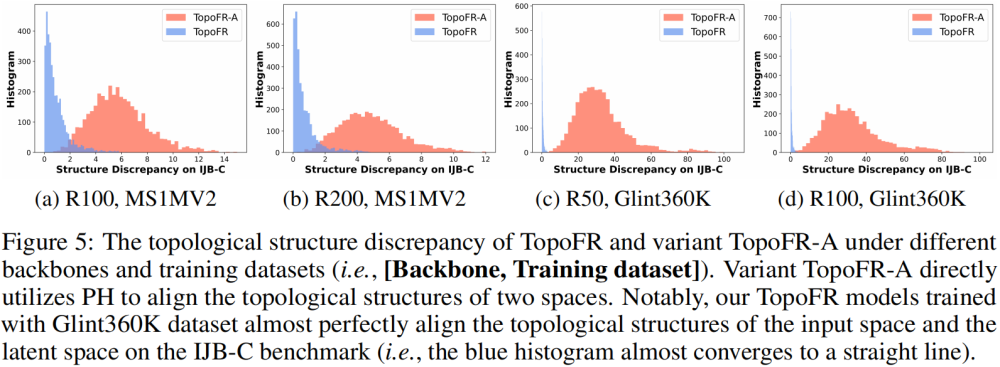 TopoFR-A
TopoFR
Histogram
400
300
200
100
0
0 2 4 6 8 10 12 14
Structure Discrepancy on IJB-C
(a) R100, MS1MV2
TopoFR-A
TopoFR
Histogram
600
500
400
300
200
100
0
0 2 4 6 8 10 12
Structure Discrepancy on IJB-C
(b) R200, MS1MV2
TopoFR-A
TopoFR
Histogram
600
500
400
300
200
100
0
0 20 40 60 80 100
Structure Discrepancy on IJB-C
(c) R50, Glint360K
TopoFR-A
TopoFR
Histogram
700
600
500
400
300
200
100
0
0 20 40 60 80 100
Structure Discrepancy on IJB-C
(d) R100, Glint360K
Figure 5: The topological structure discrepancy of TopoFR and variant TopoFR-A under different
backbones and training datasets (i.e., [Backbone, Training dataset]). Variant TopoFR-A directly
utilizes PH to align the topological structures of two spaces. Notably, our TopoFR models trained
with Glint360K dataset almost perfectly align the topological structures of the input space and the
latent space on the IJB-C benchmark (i.e., the blue histogram almost converges to a straight line).